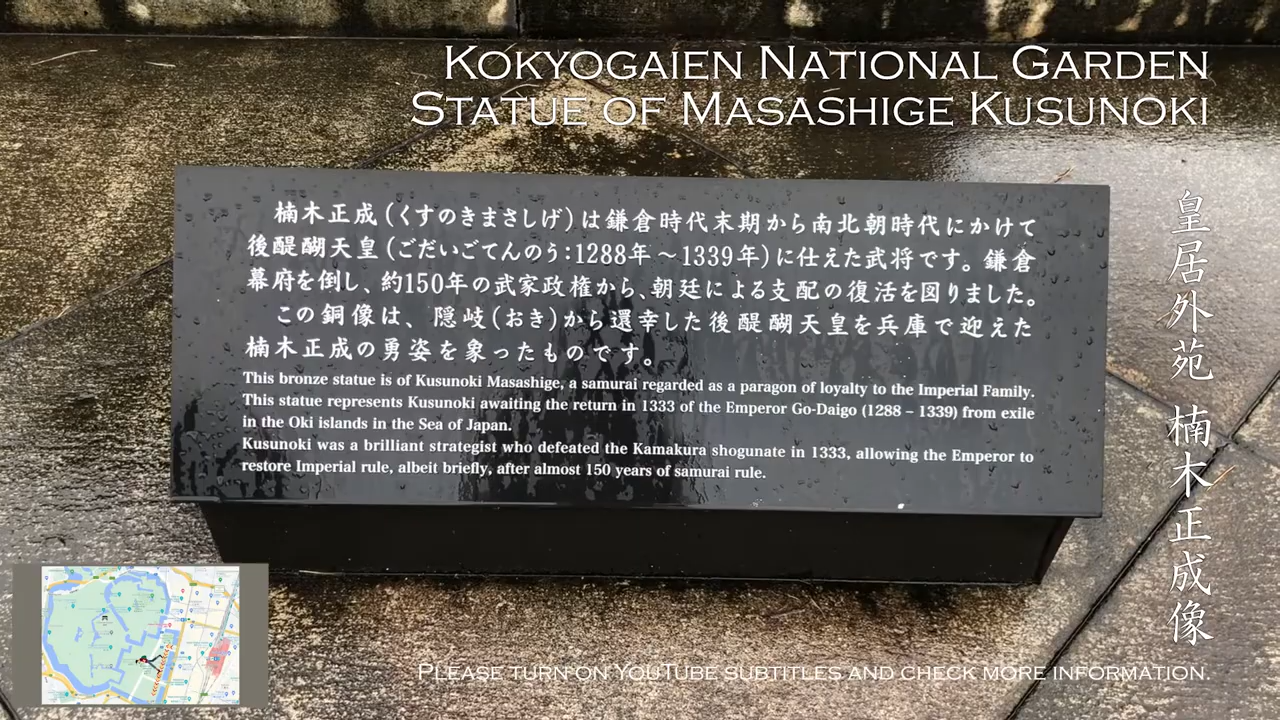 KOKYOGAIEN NATIONAL GARDEN
STATUE OF MASASHIGE KUSUNOKI
楠木正成(くすのきまさしげ)は鎌倉時代末期から南北朝時代にかけて
後醍醐天皇(ごだいごてんのう:1288年~1339年)に仕えた武将です。鎌倉
幕府を倒し、約150年の武家政権から、朝廷による支配の復活を図りました。
この銅像は、隠岐(おき)から還幸した後醍醐天皇を兵庫で迎えた
楠木正成の勇姿を象ったものです。
This bronze statue is of Kusunoki Masashige, a samurai regarded as a paragon of loyalty to the Imperial Family.
This statue represents Kusunoki awaiting the return in 1333 of the Emperor Go-Daigo (1288 – 1339) from exile
in the Oki islands in the Sea of Japan.
Kusunoki was a brilliant strategist who defeated the Kamakura shogunate in 1333, allowing the Emperor to
restore Imperial rule, albeit briefly, after almost 150 years of samurai rule.
皇居外苑 楠木正成像
PLEASE TURN ON YOUTUBE SUBTITLES AND CHECK MORE INFORMATION.